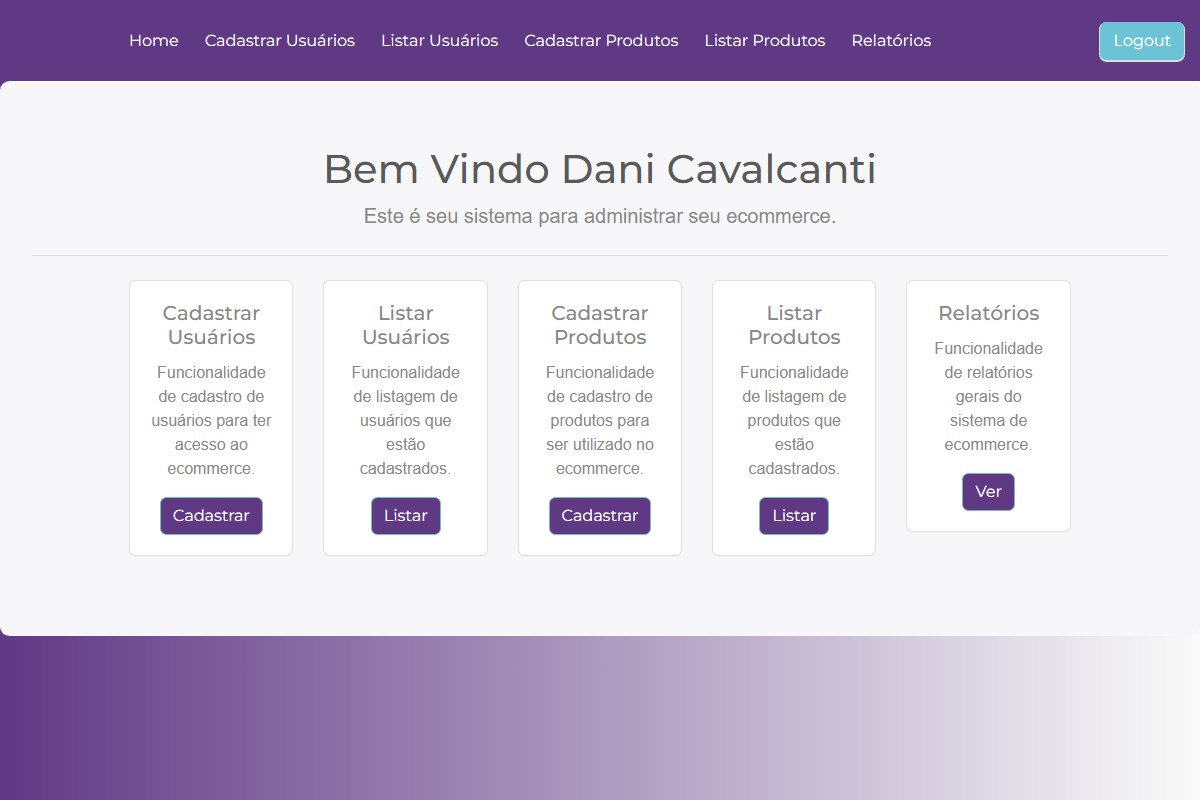 Home Cadastrar Usuários Listar Usuários Cadastrar Produtos Listar Produtos Relatórios Logout
Bem Vindo Dani Cavalcanti
Este é seu sistema para administrar seu ecommerce.
Cadastrar
Usuários
Funcionalidade
de cadastro de
usuários para ter
acesso ao
ecommerce.
Cadastrar
Listar
Usuários
Funcionalidade
de listagem de
usuários que
estão
cadastrados.
Listar
Cadastrar
Produtos
Funcionalidade
de cadastro de
produtos para
ser utilizado no
ecommerce.
Cadastrar
Listar
Produtos
Funcionalidade
de listagem de
produtos que
estão
cadastrados.
Listar
Relatórios
Funcionalidade
de relatórios
gerais do
sistema de
ecommerce.
Ver